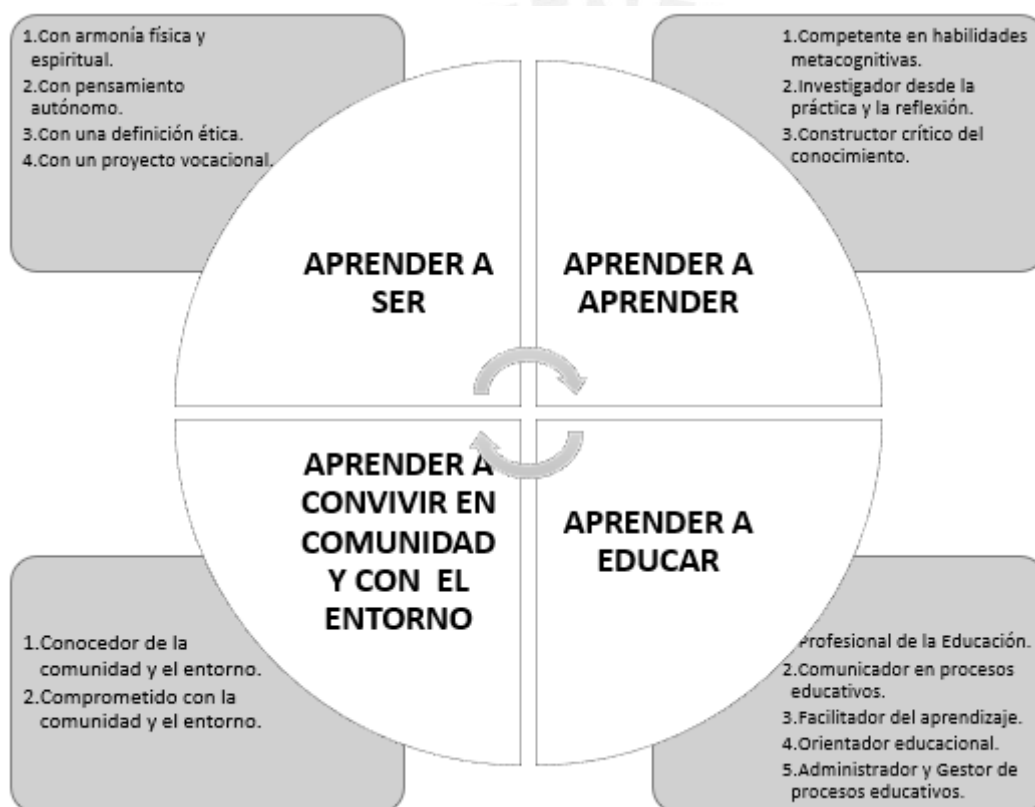 1.Con armonía física y
espiritual.
2.Con pensamiento
autónomo.
3.Con una definición ética.
4.Con un proyecto vocacional.
1.Competente en habilidades
metacognitivas.
2.Investigador desde la
práctica y la reflexión.
3.Constructor crítico del
conocimiento.
APRENDER A
SER
APRENDER A
APRENDER
APRENDER A
CONVIVIR EN
COMUNIDAD
Y CON EL
ENTORNO
APRENDER A
EDUCAR
1.Conocedor de la
comunidad y el entorno.
2.Comprometido con la
comunidad y el entorno.
Profesional de la Educación.
2.Comunicador en procesos
educativos.
3.Facilitador del aprendizaje.
4.Orientador educacional.
5.Administrador y Gestor de
procesos educativos.